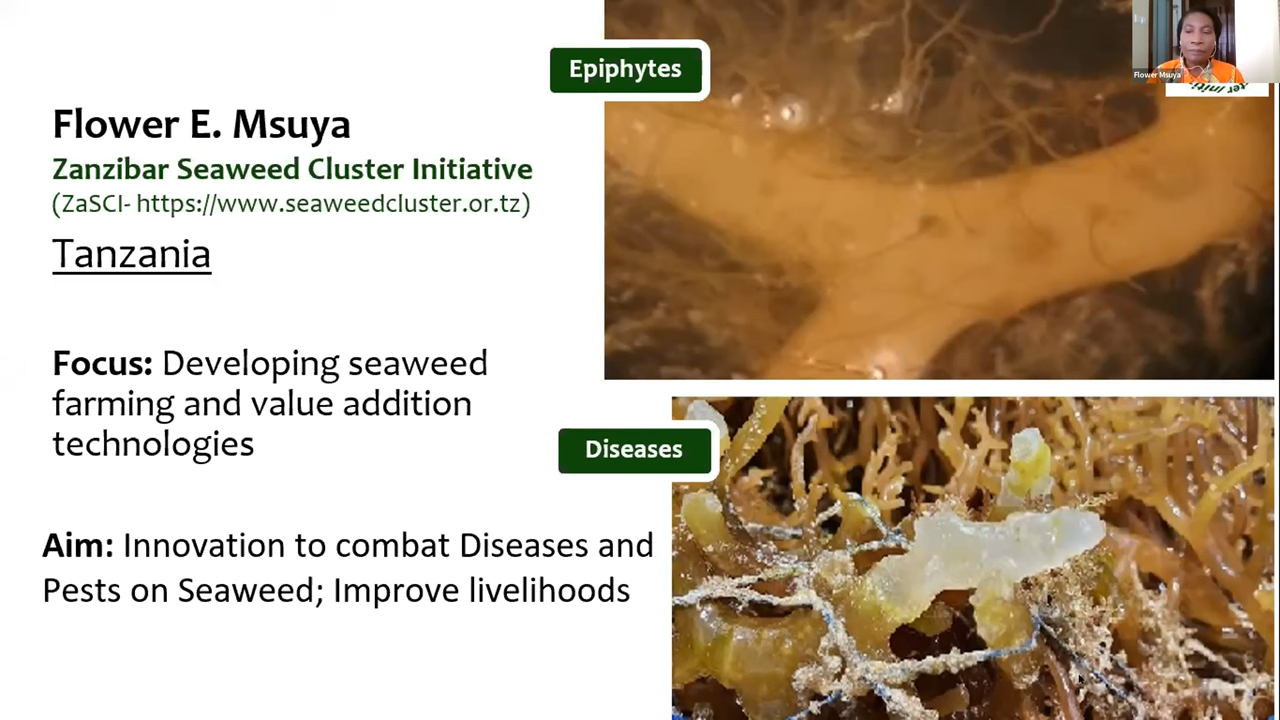 Flower E. Msuya
Zanzibar Seaweed Cluster Initiative
(ZaSCI- https://www.seaweedcluster.or.tz)
Tanzania
Focus: Developing seaweed
farming and value addition
technologies
Aim: Innovation to combat Diseases and
Pests on Seaweed; Improve livelihoods
Epiphytes
Diseases
Flower Msuya